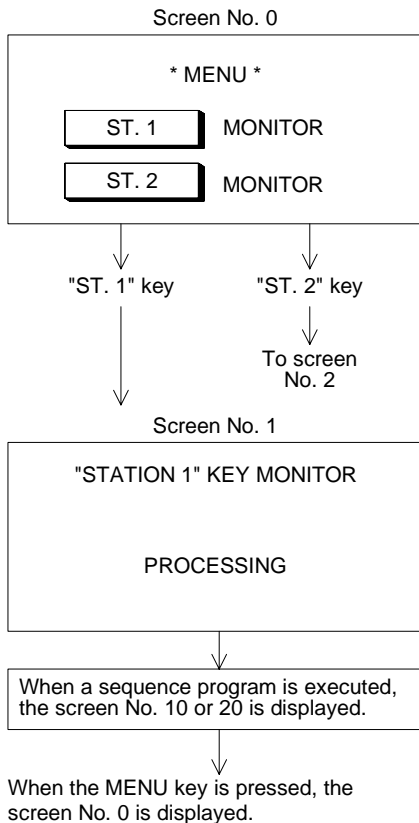 Screen No. 0
* MENU *
ST. 1 MONITOR
ST. 2 MONITOR
"ST. 1" key "ST. 2" key
To screen
No. 2
Screen No. 1
"STATION 1" KEY MONITOR
PROCESSING
When a sequence program is executed,
the screen No. 10 or 20 is displayed.
When the MENU key is pressed, the
screen No. 0 is displayed.